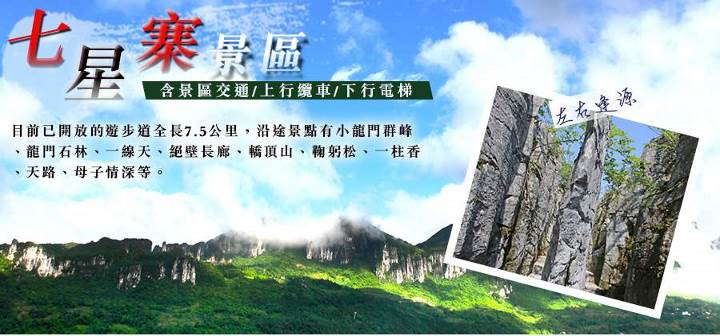 七星寨景區
含景區交通/上行纜車/下行電梯
目前已開放的遊步道全長7.5公里，沿途景點有小龍門群峰
、龍門石林、一線天、絕壁長廊、轎頂山、鞠躬松、一柱香
、天路、母子情深等。
左右逢源